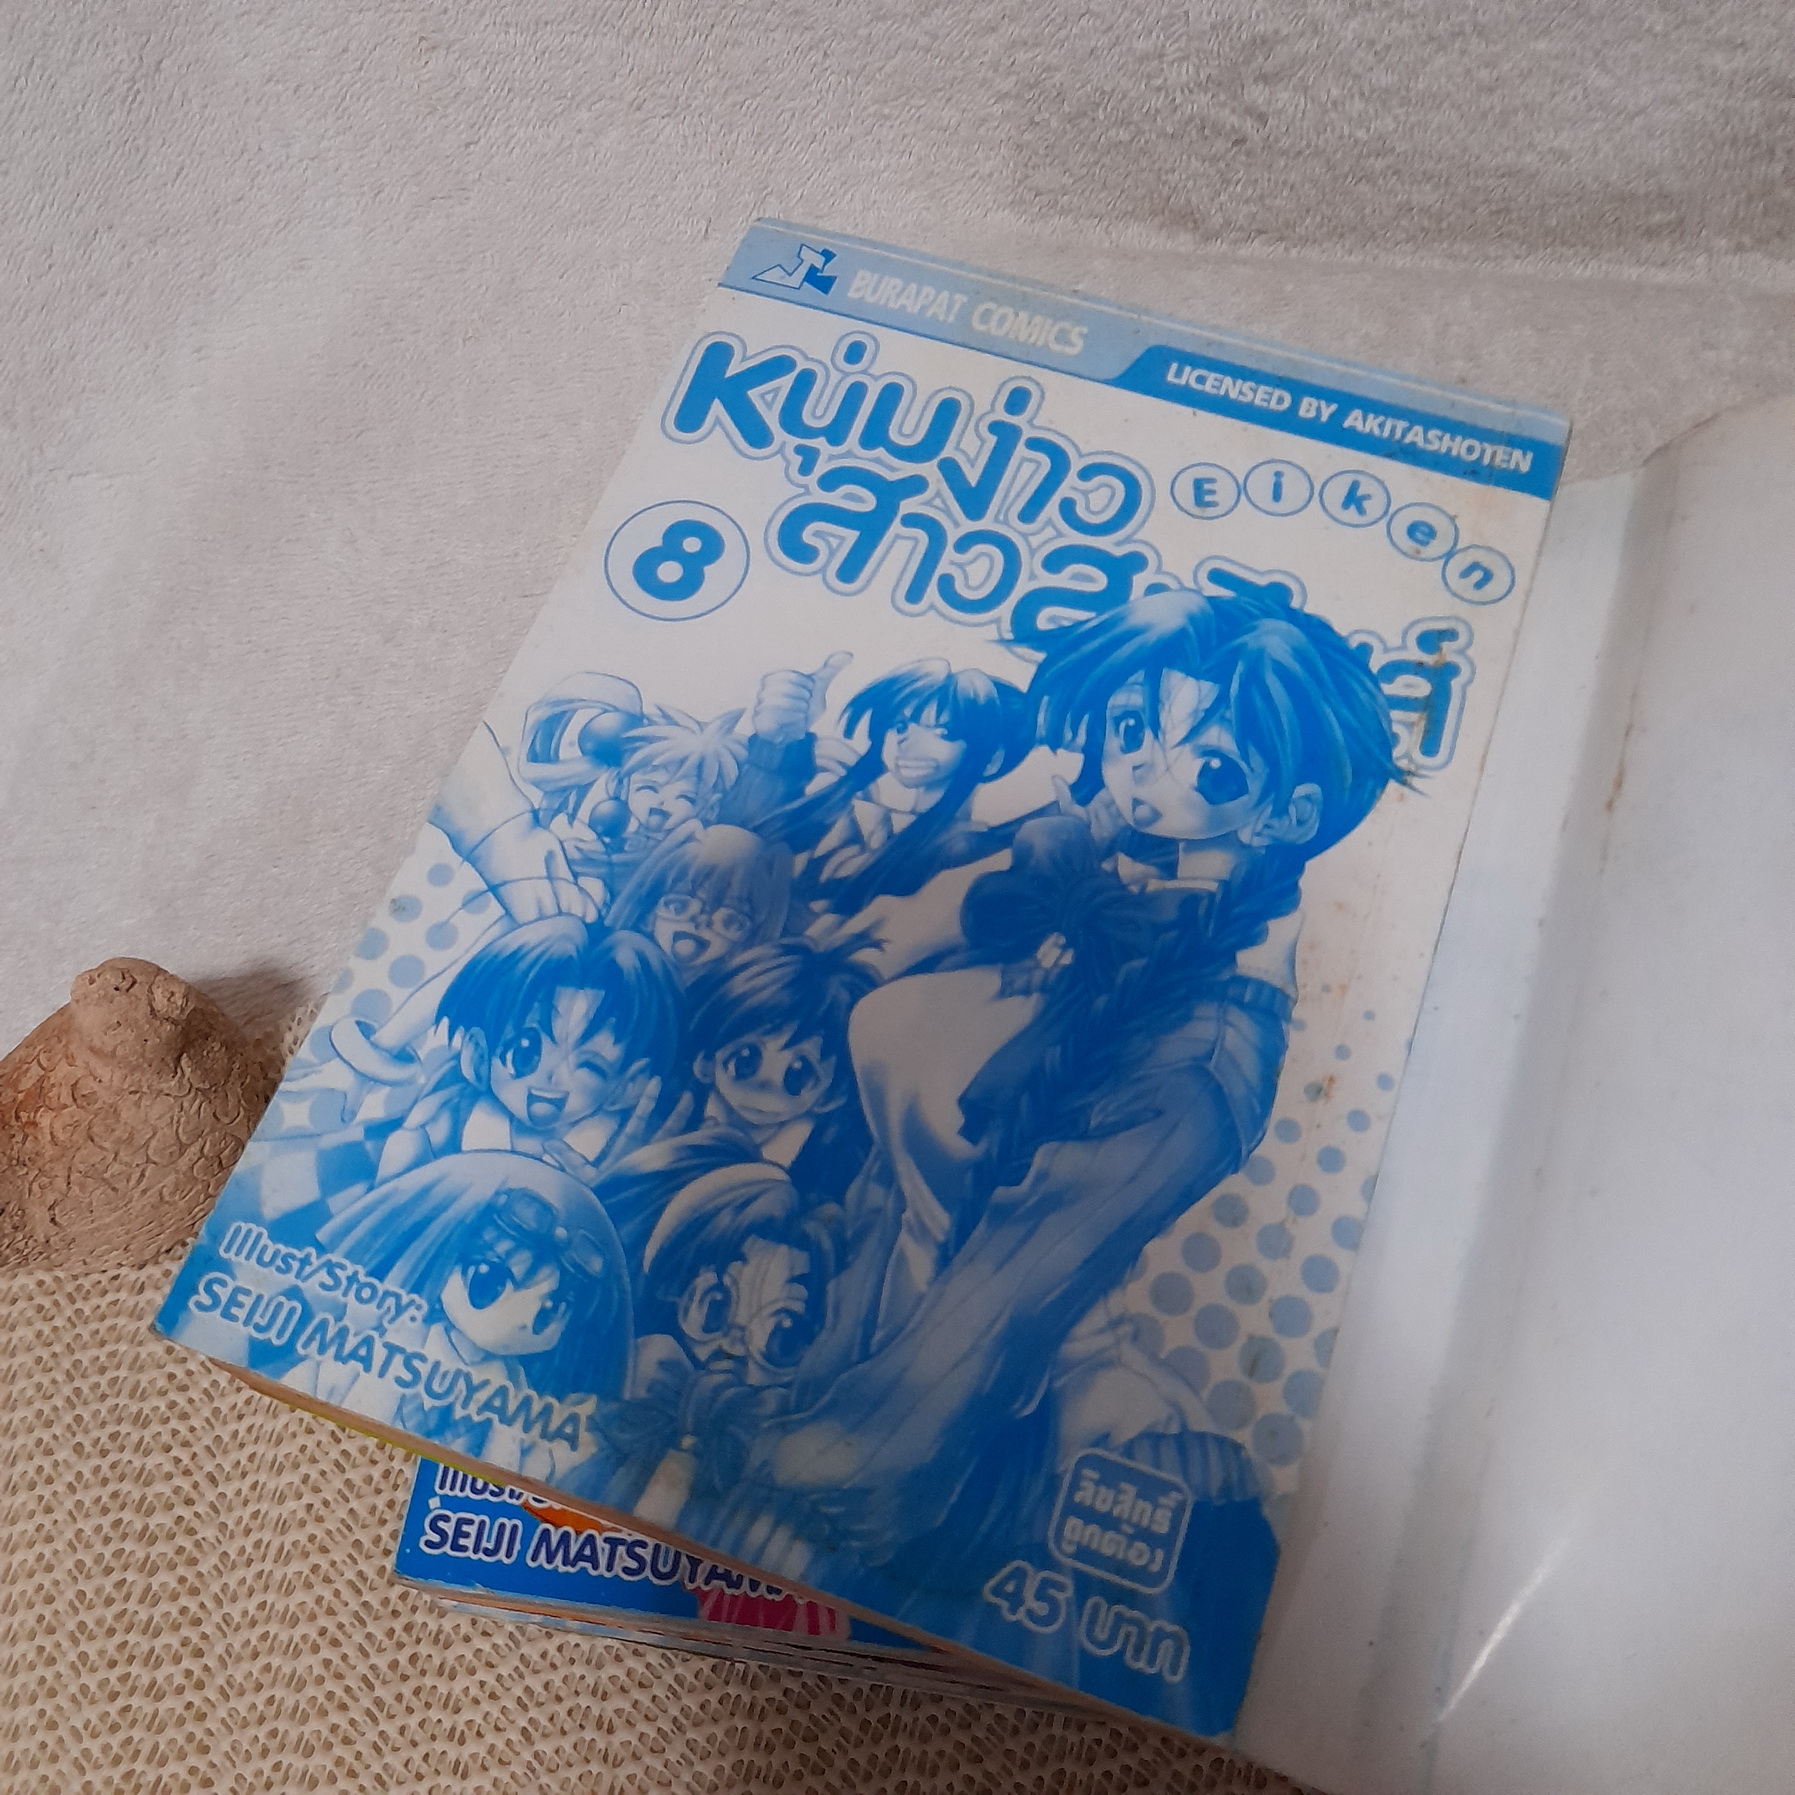 BURAPAT COMICS
LICENSED BY AKITASHOTEN
หนุ่มง่าว
Eiken
8
Illust/Story:
SEIJI MATSUYAMA
ลิขสิทธิ์
ถูกต้อง
45 บาท
SEIJI MATSUYAMA